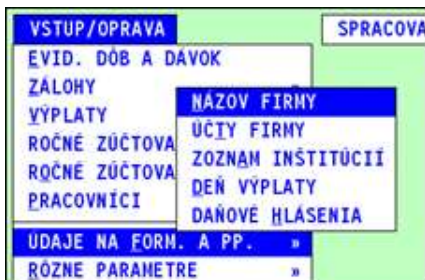 VSTUP/OPRAVA
SPRACOVA
EVID. DÔB A DÁVOK
ZÁLOHY
VÝPLATY
ROČNÉ ZÚČTOVA
ROČNÉ ZÚČTOVA
PRACOVNÍCI
NÁZOV FIRMY
ÚČTY FIRMY
ZOZNAM INŠTITÚCIÍ
DEŇ VÝPLATY
DAŇOVÉ HLÁSENIA
ÚDAJE NA FORM. A PP. »
RÔZNE PARAMETRE »